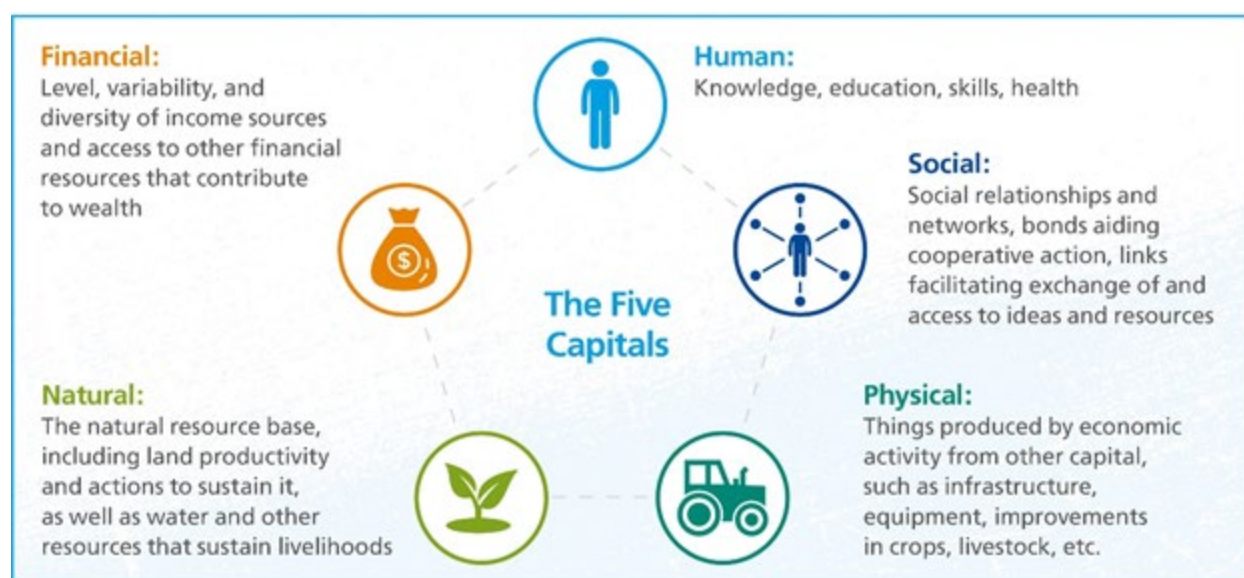 Financial:
Level, variability, and
diversity of income sources
and access to other financial
resources that contribute
to wealth
$
Human:
Knowledge, education, skills, health
Social:
Social relationships and
networks, bonds aiding
cooperative action, links
facilitating exchange of and
access to ideas and resources
The Five
Capitals
Natural:
The natural resource base,
including land productivity
and actions to sustain it,
as well as water and other
resources that sustain livelihoods
Physical:
Things produced by economic
activity from other capital,
such as infrastructure,
equipment, improvements
in crops, livestock, etc.